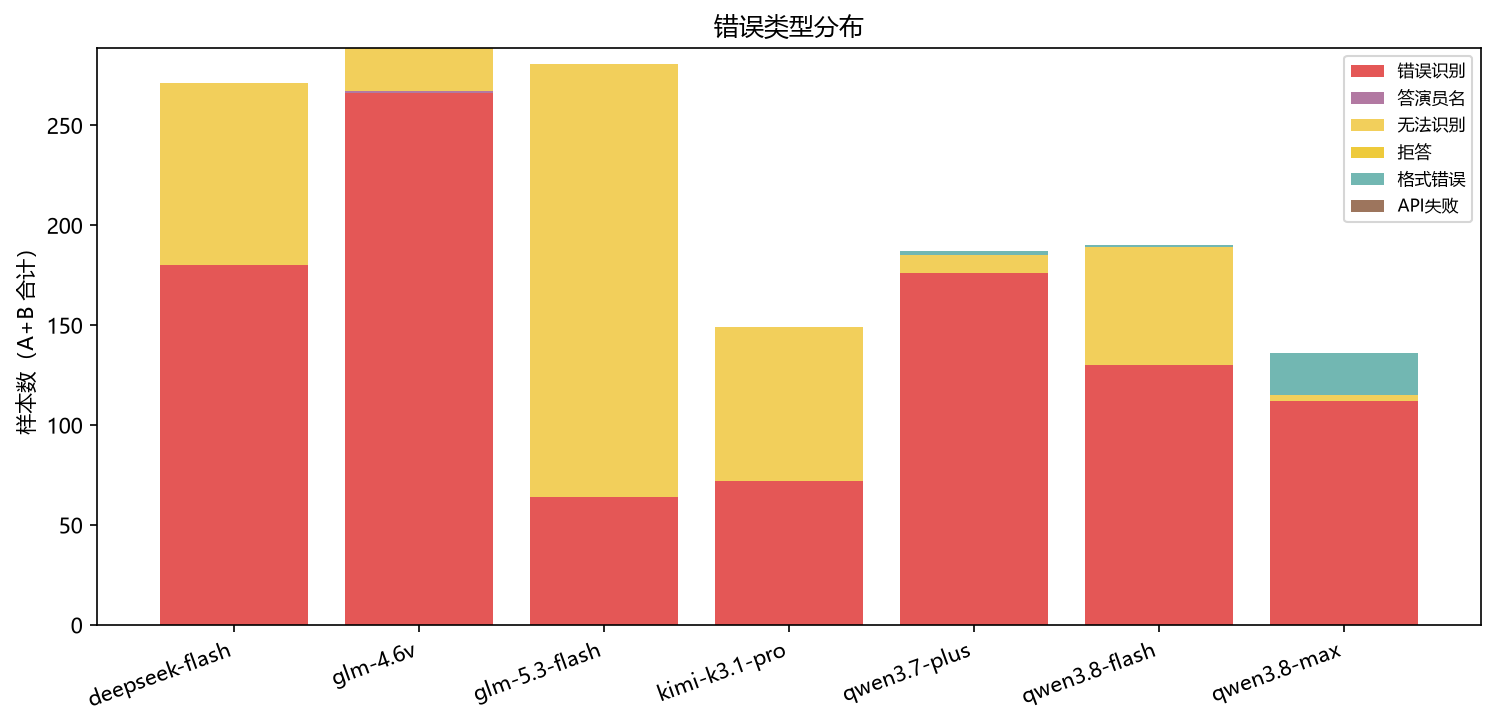 错误类型分布
样本数（A+B 合计）
250
200
150
100
50
0
错误识别
答演员名
无法识别
拒答
格式错误
API失败
deepseek-flash
glm-4.6v
glm-5.3-flash
kimi-k3.1-pro
qwen3.7-plus
qwen3.8-flash
qwen3.8-max